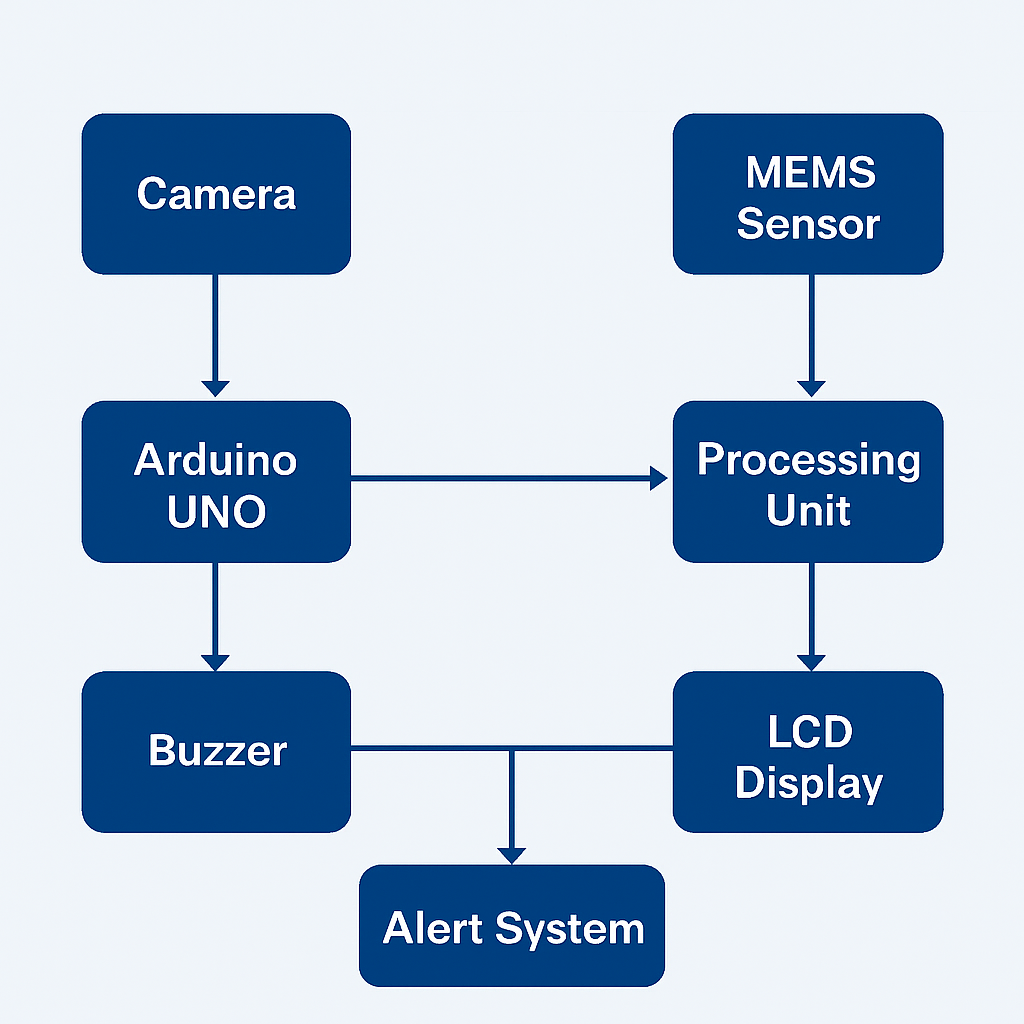 Camera
MEMS
Sensor
Arduino
UNO
Processing
Unit
Buzzer
LCD
Display
Alert System